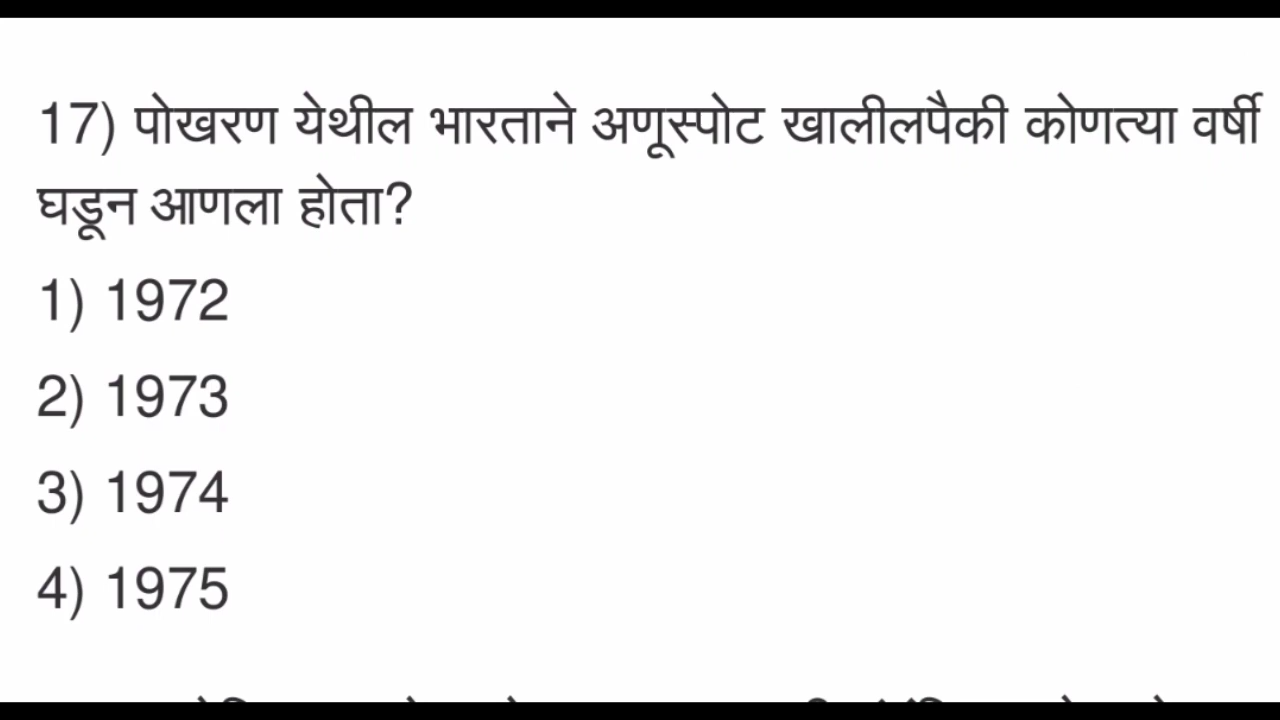 17) पोखरण येथील भारताने अणूस्पोट खालीलपैकी कोणत्या वर्षी
घडून आणला होता?
1) 1972
2) 1973
3) 1974
4) 1975